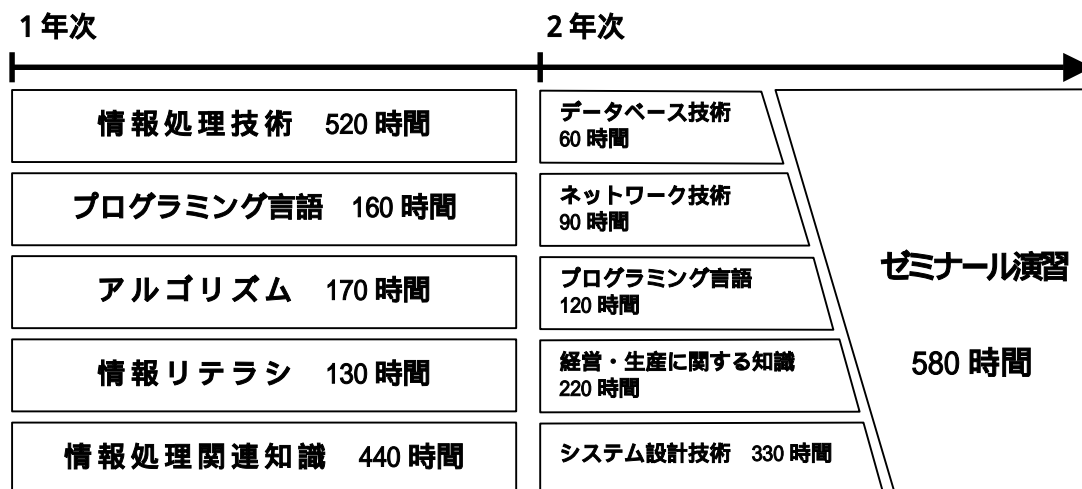 1年次
情報処理技術 520時間
プログラミング言語 160時間
アルゴリズム 170時間
情報リテラシ 130時間
情報処理関連知識 440時間
2年次
データベース技術
60時間
ネットワーク技術
90時間
プログラミング言語
120時間
経営・生産に関する知識
220時間
システム設計技術 330時間
ゼミナール演習
580時間